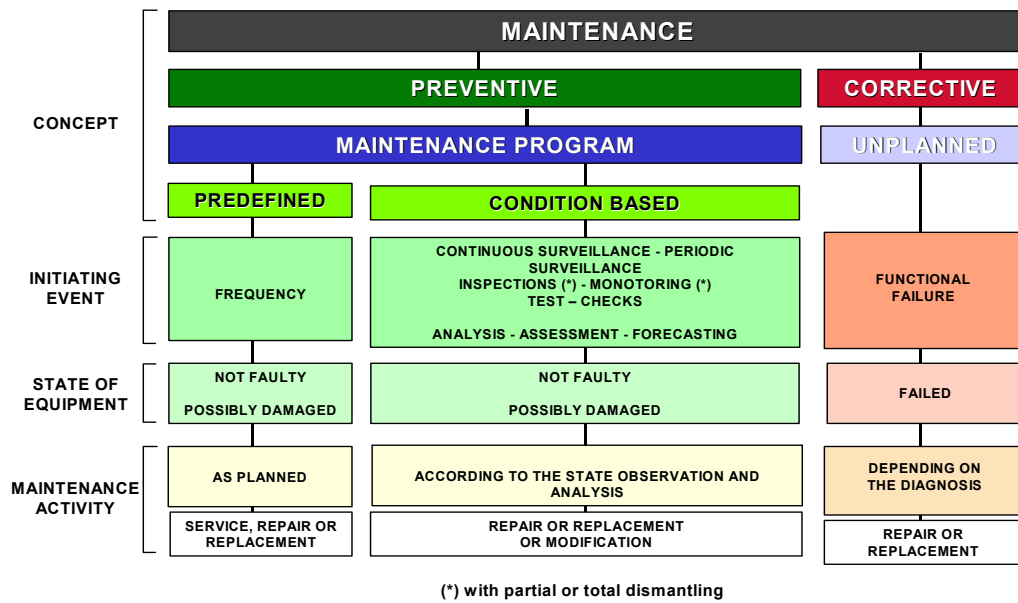 MAINTENANCE
PREVENTIVE
CORRECTIVE
CONCEPT
MAINTENANCE PROGRAM
UNPLANNED
PREDEFINED
CONDITION BASED
INITIATING
EVENT
FREQUENCY
CONTINUOUS SURVEILLANCE - PERIODIC
SURVEILLANCE
INSPECTIONS (*) - MONOTORING (*)
TEST – CHECKS
ANALYSIS - ASSESSMENT - FORECASTING
FUNCTIONAL
FAILURE
STATE OF
EQUIPMENT
NOT FAULTY
POSSIBLY DAMAGED
NOT FAULTY
POSSIBLY DAMAGED
FAILED
MAINTENANCE
ACTIVITY
AS PLANNED
ACCORDING TO THE STATE OBSERVATION AND
ANALYSIS
DEPENDING ON
THE DIAGNOSIS
SERVICE, REPAIR OR
REPLACEMENT
REPAIR OR REPLACEMENT
OR MODIFICATION
REPAIR OR
REPLACEMENT
(*) with partial or total dismantling